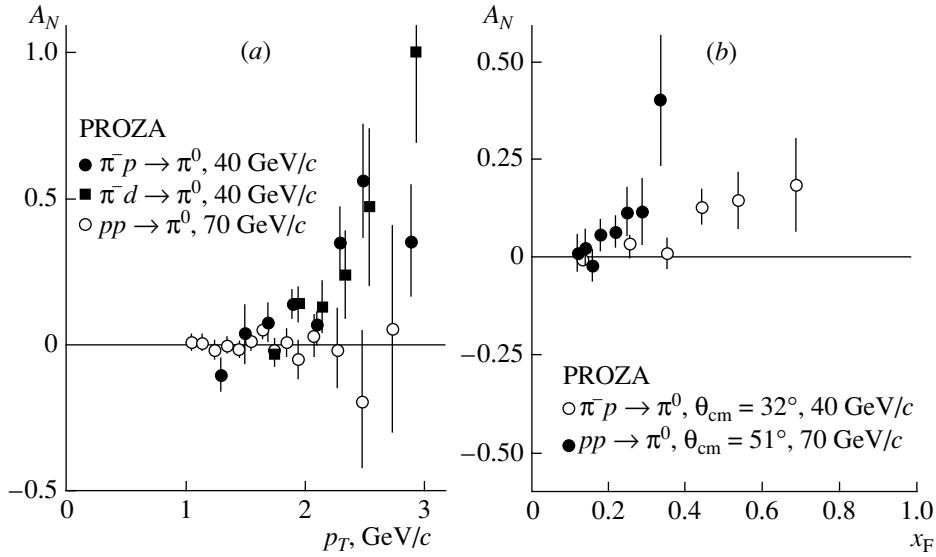 A_N
(a)
1.0
PROZA
π⁻p → π⁰, 40 GeV/c
π⁻d → π⁰, 40 GeV/c
0.5
pp → π⁰, 70 GeV/c
0
−0.5
0
1
2
3
p_T, GeV/c
A_N
(b)
0.50
0.25
0
−0.25
PROZA
π⁻p → π⁰, θ_cm = 32°, 40 GeV/c
pp → π⁰, θ_cm = 51°, 70 GeV/c
−0.50
0
0.2
0.4
0.6
0.8
1.0
x_F